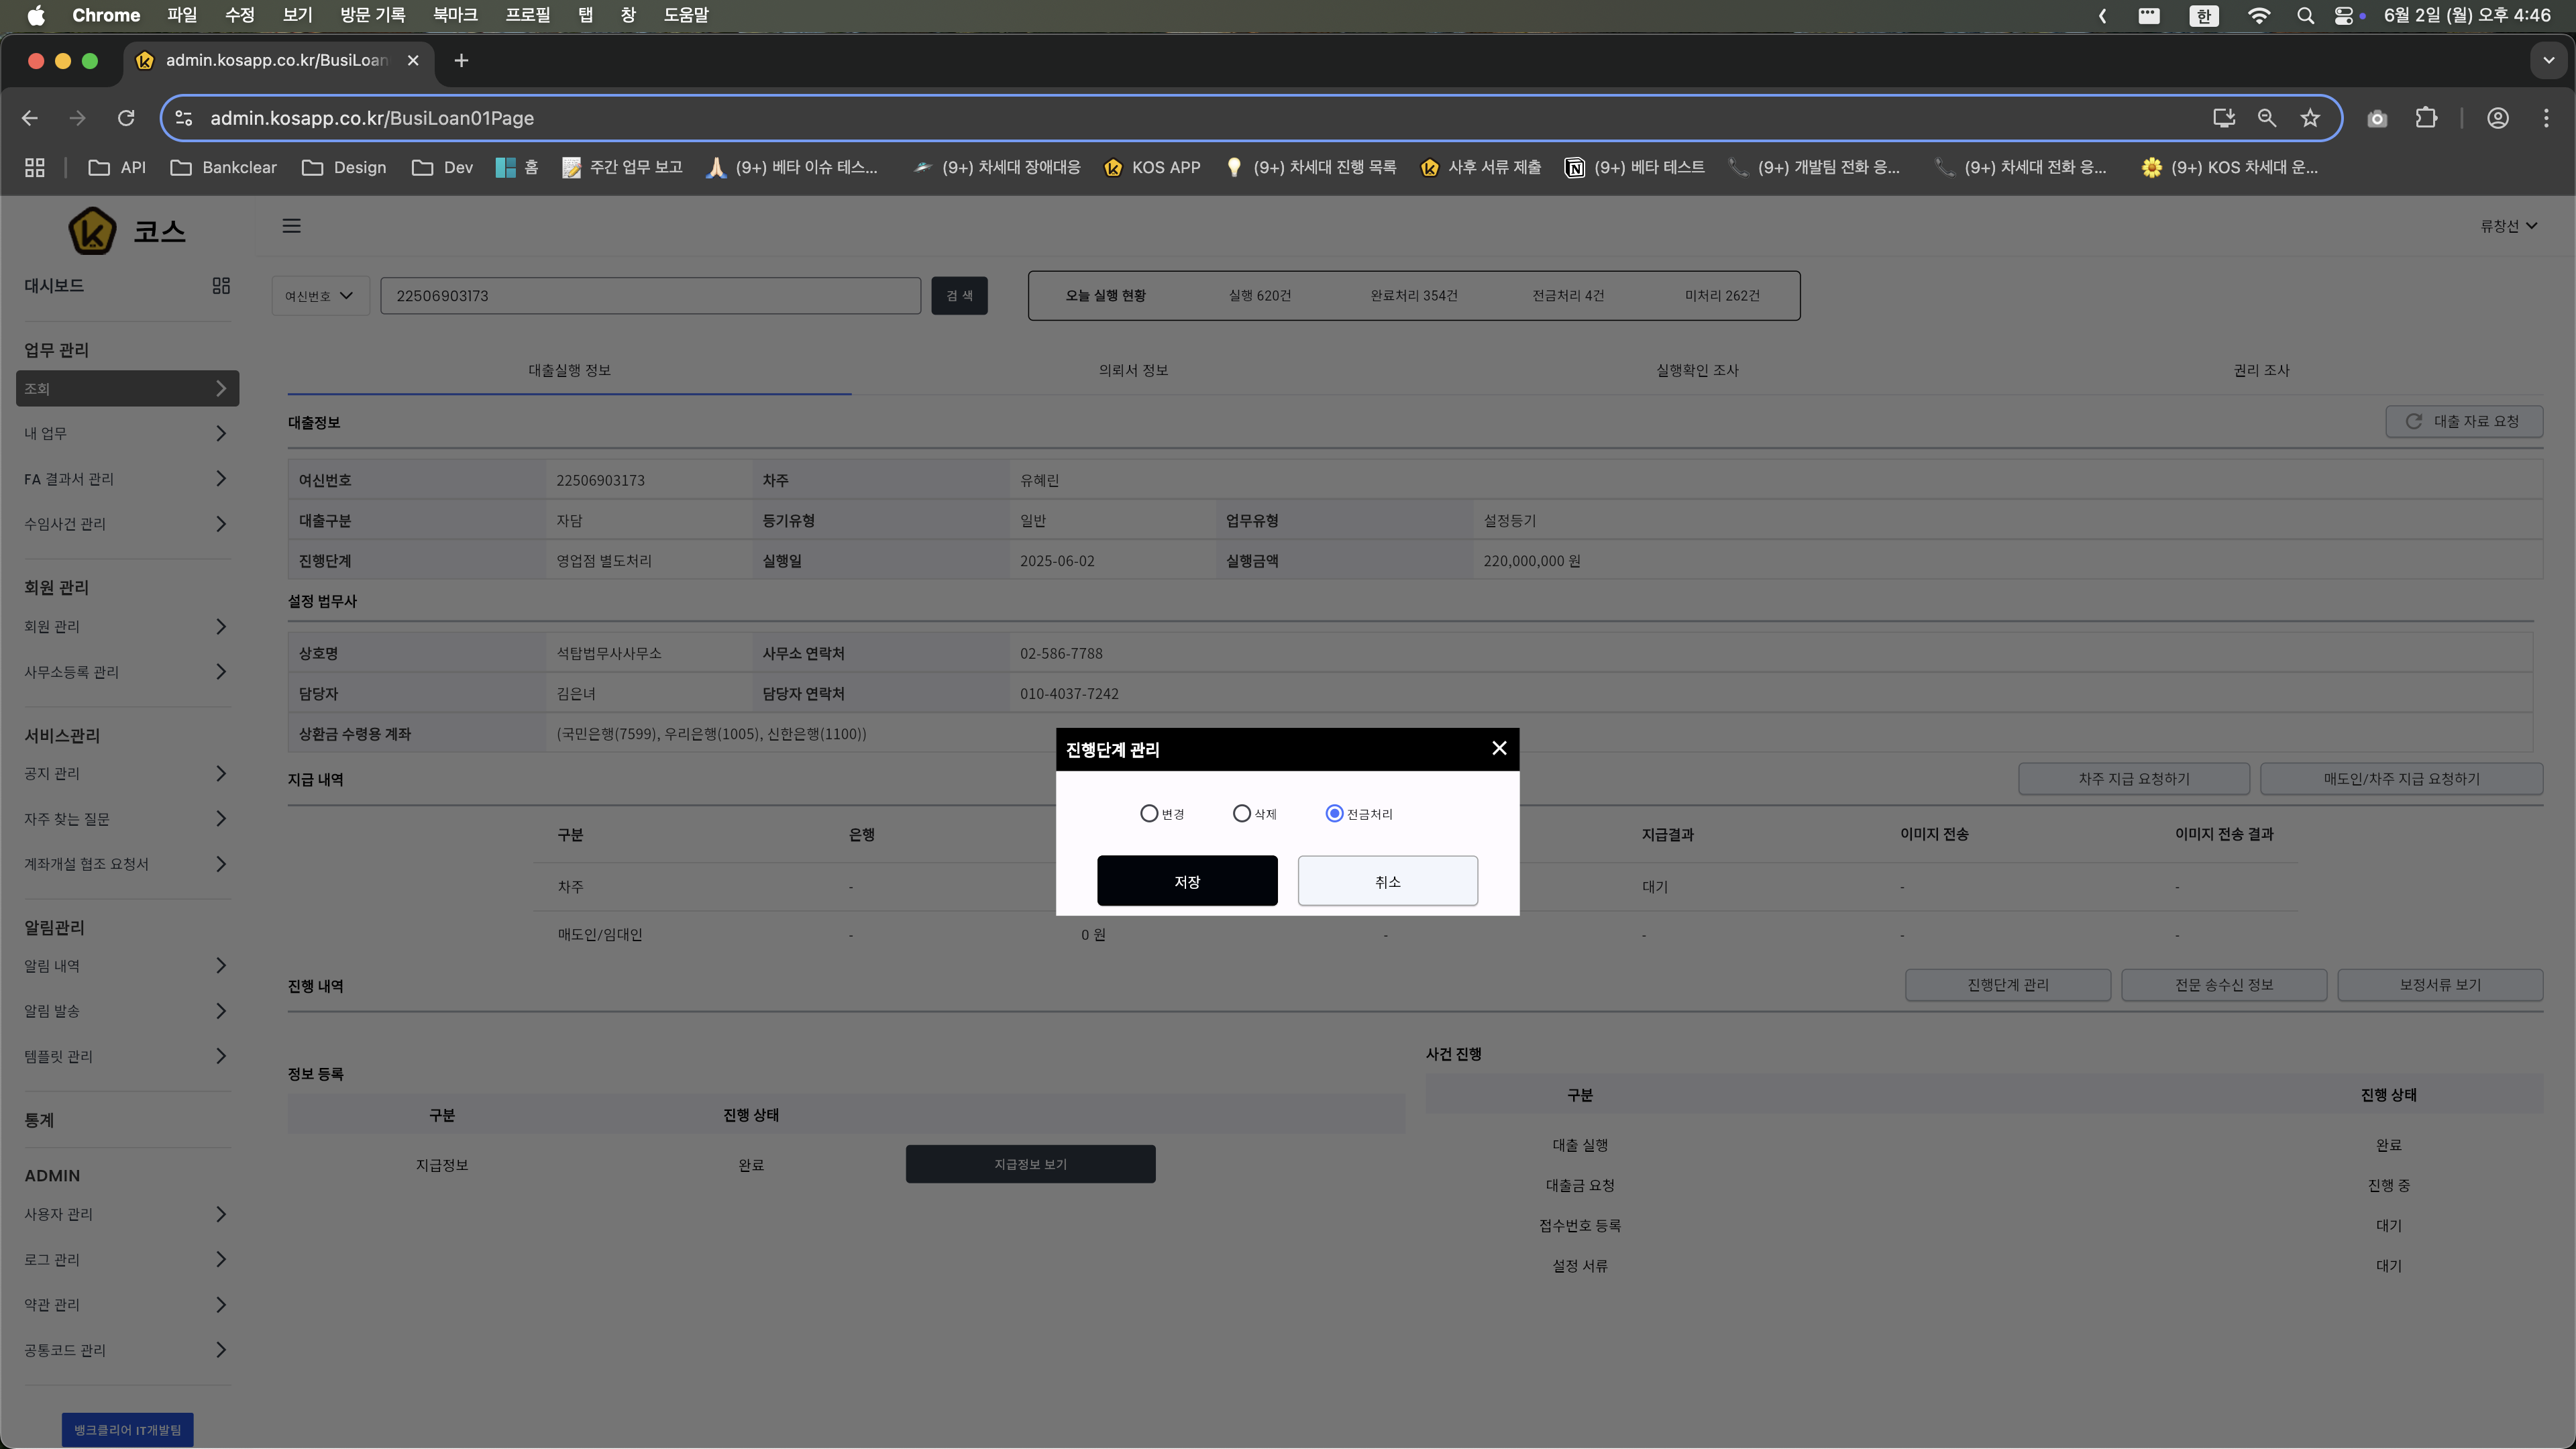 Chrome 파일 수정 보기 방문 기록 북마크 프로필 탭 창 도움말 한 6월 2일 (월) 오후 4:46
admin.kosapp.co.kr/BusiLoan
admin.kosapp.co.kr/BusiLoan01Page
API Bankclear Design Dev 홈 주간 업무 보고 (9+) 베타 이슈 테스... (9+) 차세대 장애대응 KOS APP (9+) 차세대 진행 목록 사후 서류 제출 (9+) 베타 테스트 (9+) 개발팀 전화 응... (9+) 차세대 전화 응... (9+) KOS 차세대 운...
코스
류창선
대시보드
업무 관리
조회
내 업무
FA 결과서 관리
수임사건 관리
회원 관리
회원 관리
사무소등록 관리
서비스관리
공지 관리
자주 찾는 질문
계좌개설 협조 요청서
알림관리
알림 내역
알림 발송
템플릿 관리
통계
ADMIN
사용자 관리
로그 관리
약관 관리
공통코드 관리
뱅크클리어 IT개발팀
여신번호 22506903173 검 색
오늘 실행 현황 실행 620건 완료처리 354건 전금처리 4건 미처리 262건
대출실행 정보 의뢰서 정보 실행확인 조사 권리 조사
대출정보 대출 자료 요청
여신번호 22506903173 차주 유혜린
대출구분 자담 등기유형 일반 업무유형 설정등기
진행단계 영업점 별도처리 실행일 2025-06-02 실행금액 220,000,000 원
설정 법무사
상호명 석탑법무사사무소 사무소 연락처 02-586-7788
담당자 김은녀 담당자 연락처 010-4037-7242
상환금 수령용 계좌 (국민은행(7599), 우리은행(1005), 신한은행(1100))
지급 내역 차주 지급 요청하기 매도인/차주 지급 요청하기
구분 은행 지급결과 이미지 전송 이미지 전송 결과
차주 - 대기 - -
매도인/임대인 - 0 원 - - - -
진행단계 관리
변경 삭제 전금처리
저장 취소
진행 내역 진행단계 관리 전문 송수신 정보 보정서류 보기
정보 등록
구분 진행 상태
지급정보 완료 지급정보 보기
사건 진행
구분 진행 상태
대출 실행 완료
대출금 요청 진행 중
접수번호 등록 대기
설정 서류 대기